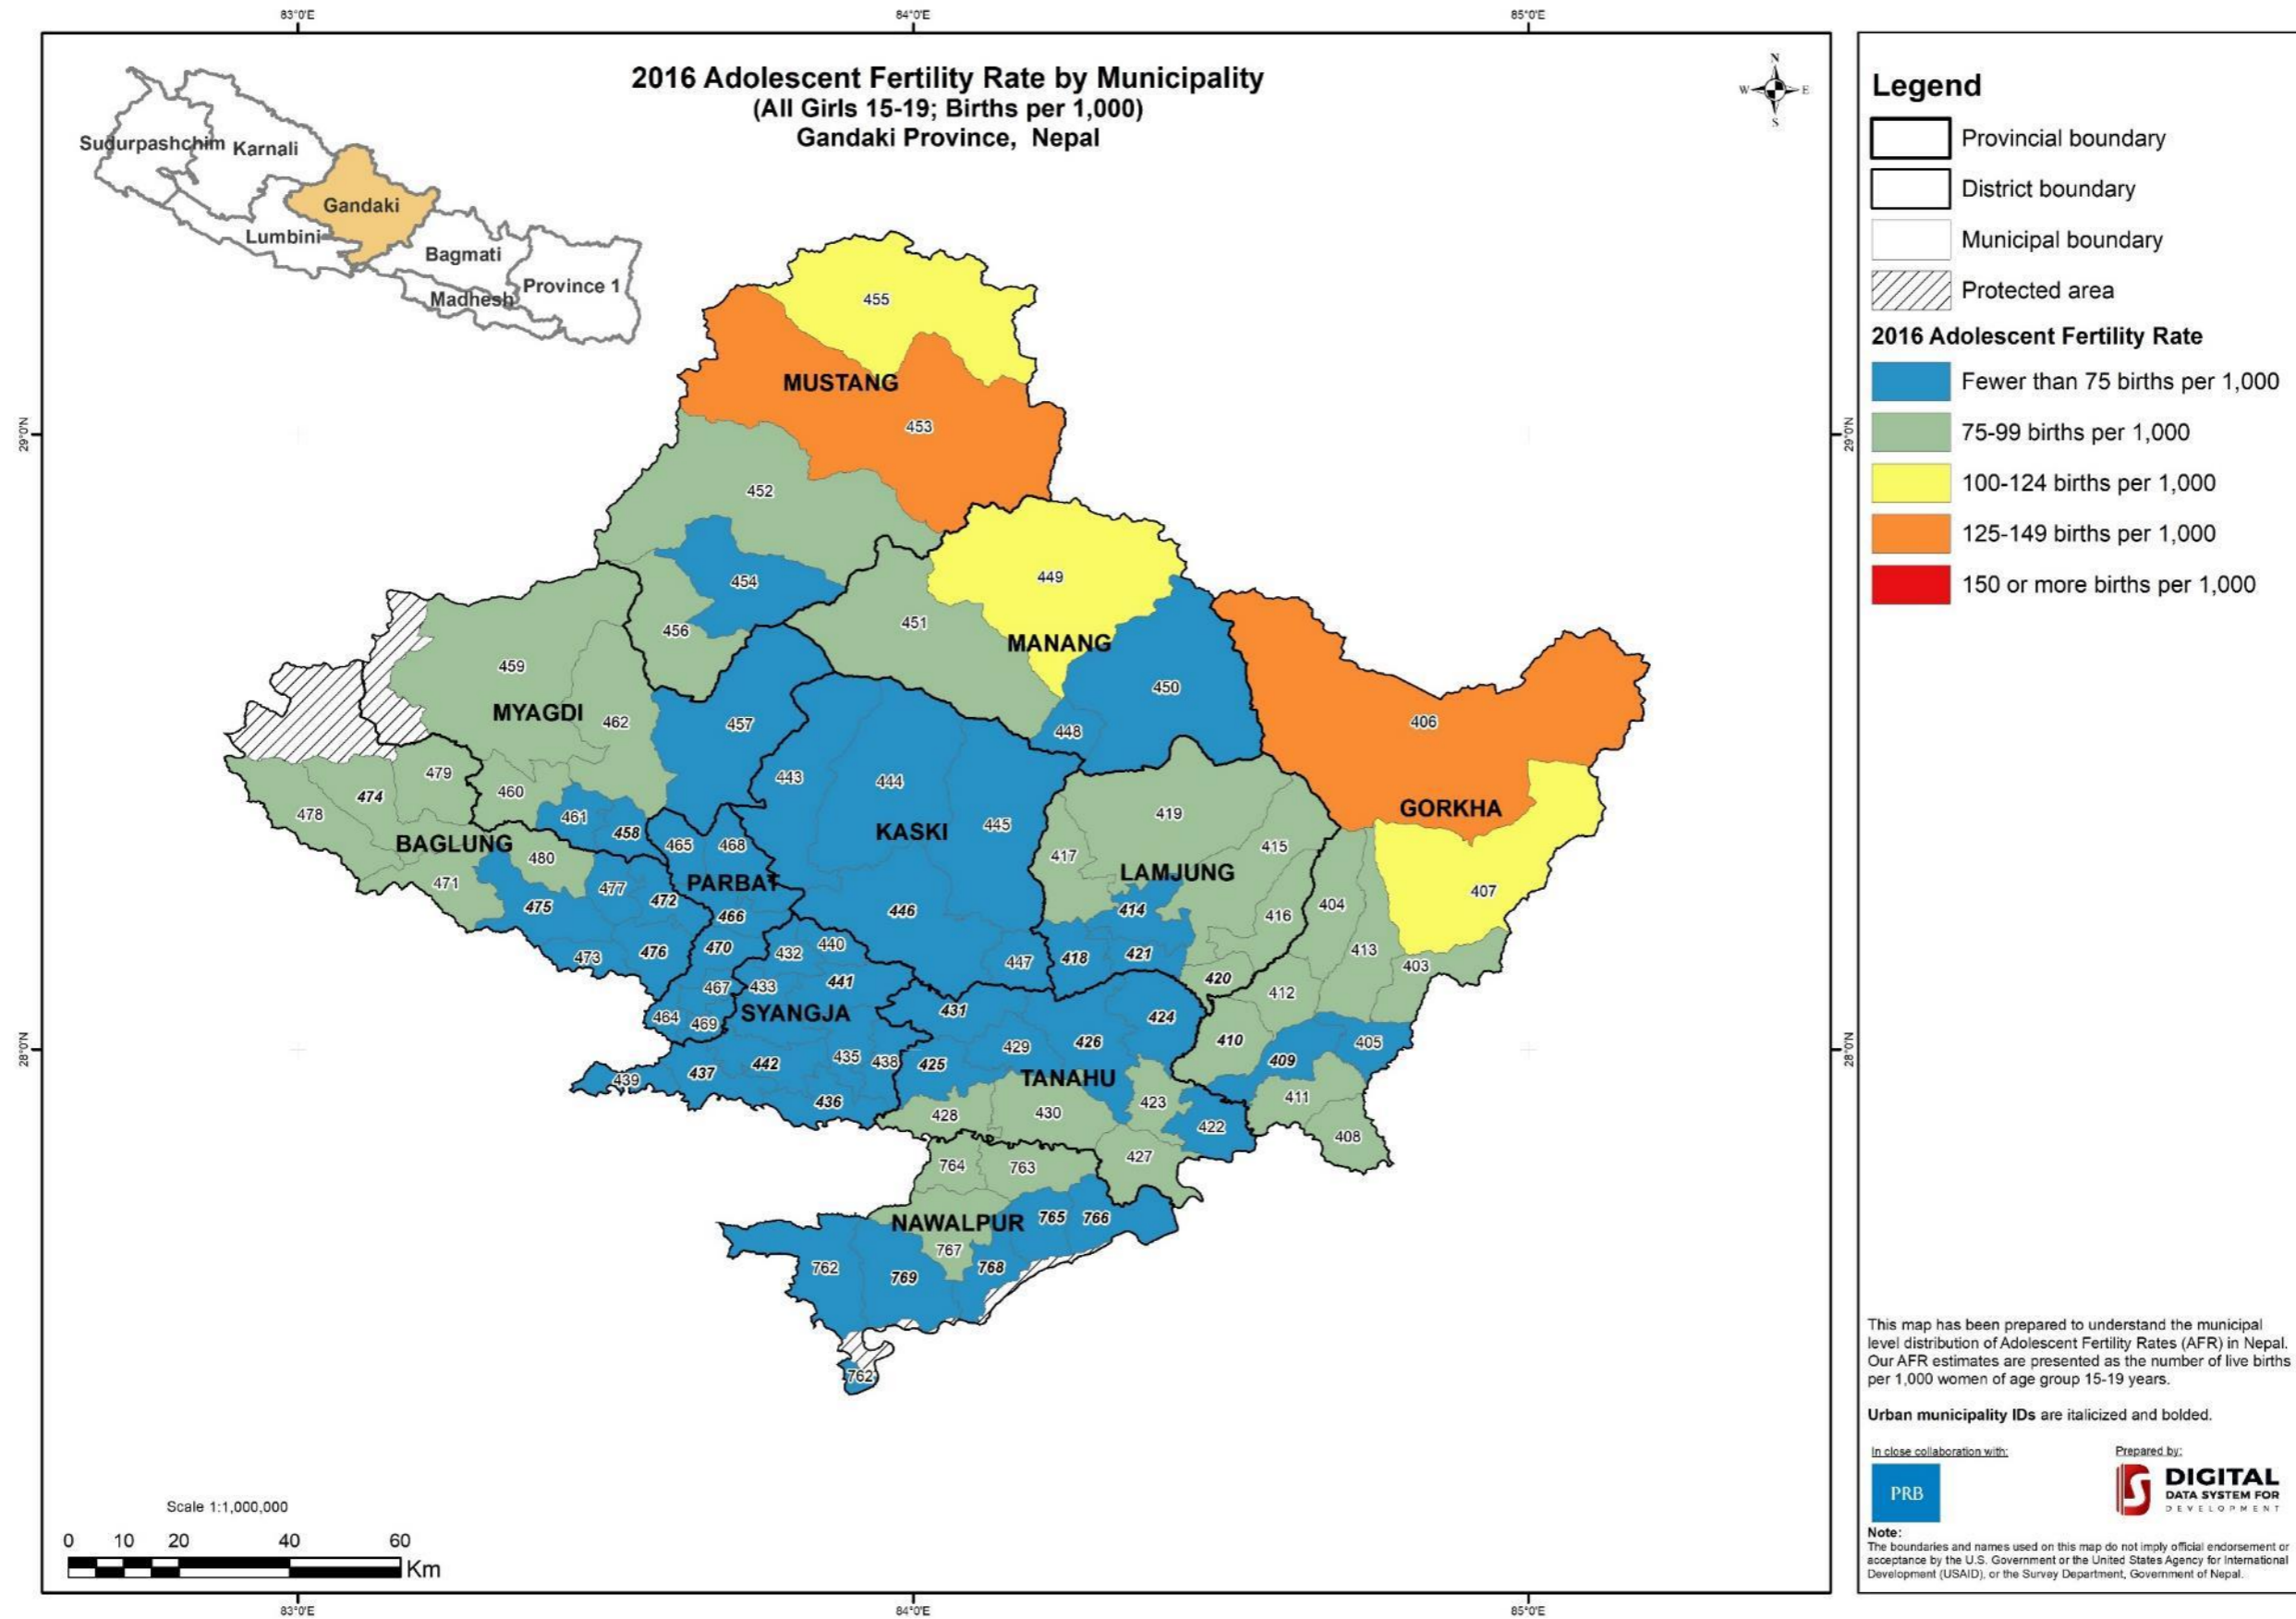 83°0'E
84°0'E
85°0'E
2016 Adolescent Fertility Rate by Municipality
(All Girls 15-19; Births per 1,000)
Gandaki Province, Nepal
N
W
E
S
Sudurpashchim
Karnali
Gandaki
Lumbini
Bagmati
Madhesh
Province 1
29°0'N
29°0'N
28°0'N
28°0'N
455
MUSTANG
453
452
454
456
449
451
MANANG
450
448
459
MYAGDI
462
457
460
461
458
406
GORKHA
407
443
444
KASKI
445
446
447
479
474
478
BAGLUNG
480
471
477
475
472
473
476
465
468
PARBAT
466
470
467
464
469
419
417
415
LAMJUNG
414
416
418
421
420
404
413
403
412
410
409
405
411
408
432
440
433
441
SYANGJA
435
438
442
437
439
436
431
424
429
426
425
TANAHU
428
430
423
422
427
764
763
NAWALPUR
765
766
767
768
762
769
762
Scale 1:1,000,000
0 10 20 40 60
Km
83°0'E
84°0'E
85°0'E
Legend
Provincial boundary
District boundary
Municipal boundary
Protected area
2016 Adolescent Fertility Rate
Fewer than 75 births per 1,000
75-99 births per 1,000
100-124 births per 1,000
125-149 births per 1,000
150 or more births per 1,000
This map has been prepared to understand the municipal
level distribution of Adolescent Fertility Rates (AFR) in Nepal.
Our AFR estimates are presented as the number of live births
per 1,000 women of age group 15-19 years.
Urban municipality IDs are italicized and bolded.
In close collaboration with:
PRB
Prepared by:
DIGITAL
DATA SYSTEM FOR
DEVELOPMENT
Note:
The boundaries and names used on this map do not imply official endorsement or
acceptance by the U.S. Government or the United States Agency for International
Development (USAID), or the Survey Department, Government of Nepal.